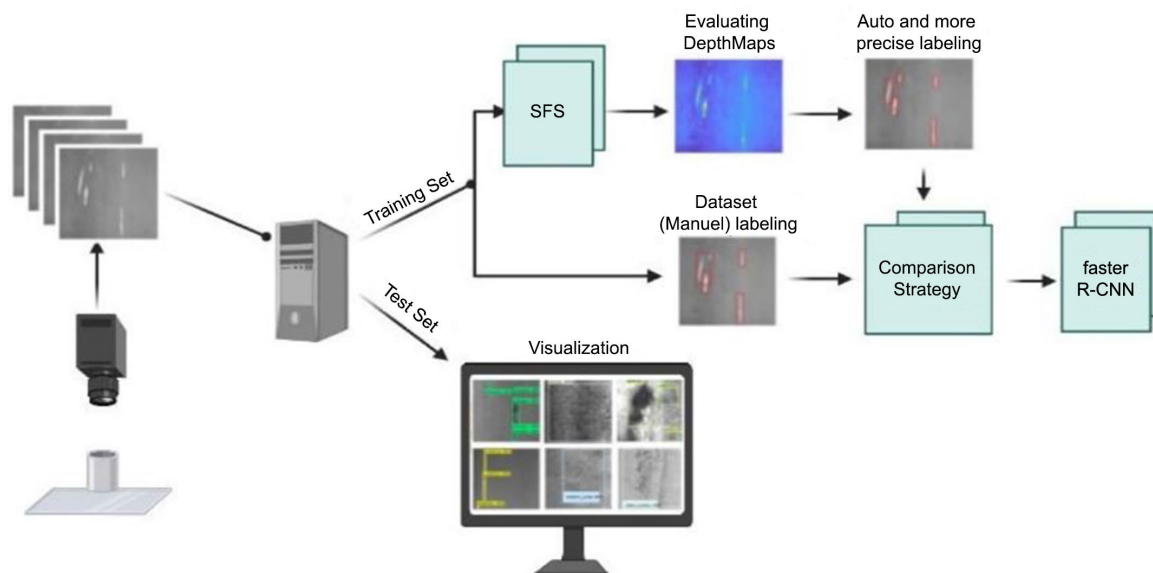 Evaluating
DepthMaps
Auto and more
precise labeling
SFS
Training Set
Dataset
(Manuel) labeling
Comparison
Strategy
faster
R-CNN
Test Set
Visualization